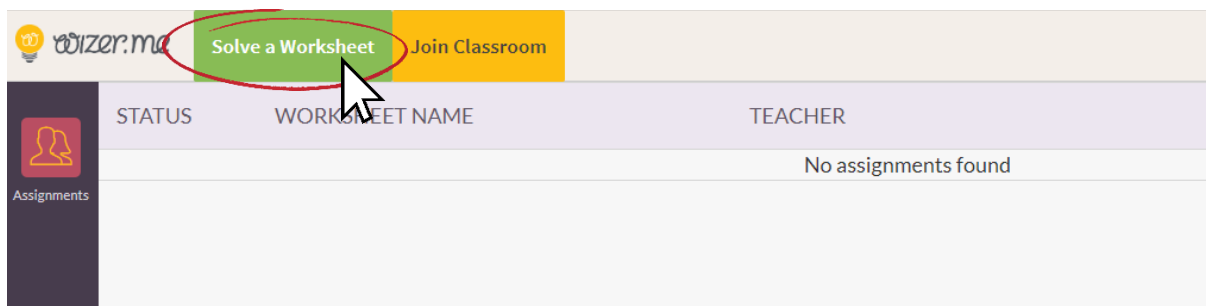 wizer.me Solve a Worksheet Join Classroom
STATUS WORKSHEET NAME TEACHER
No assignments found
Assignments